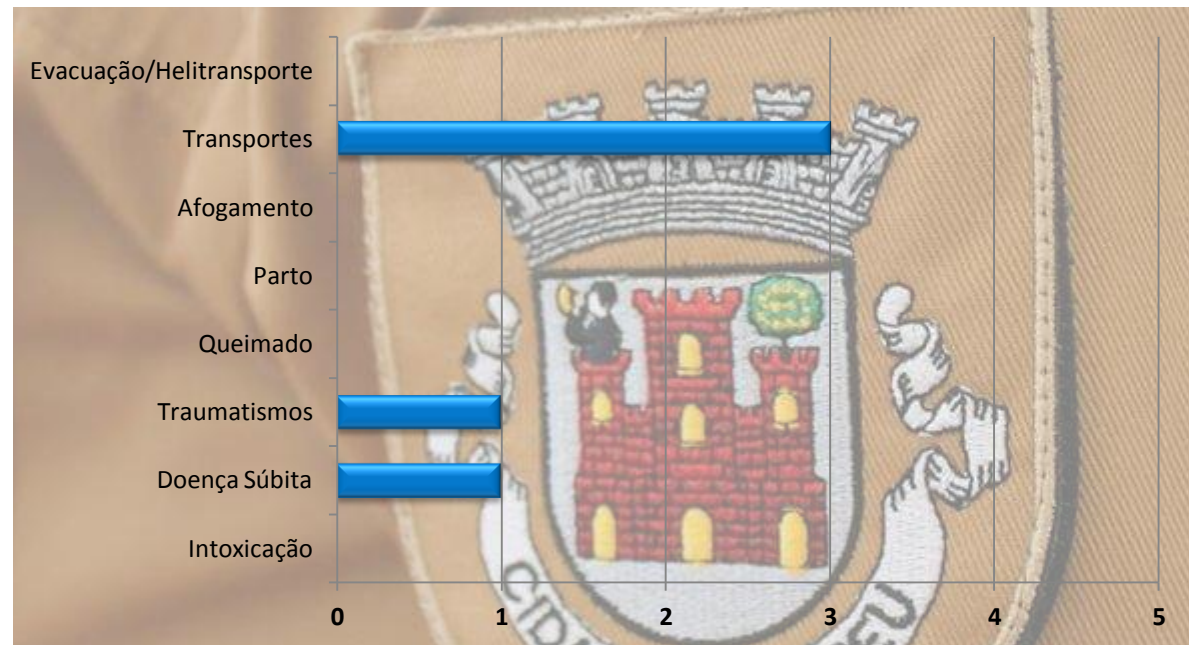 Evacuação/Helitransporte
Transportes
Afogamento
Parto
Queimado
Traumatismos
Doença Súbita
Intoxicação
0 1 2 3 4 5